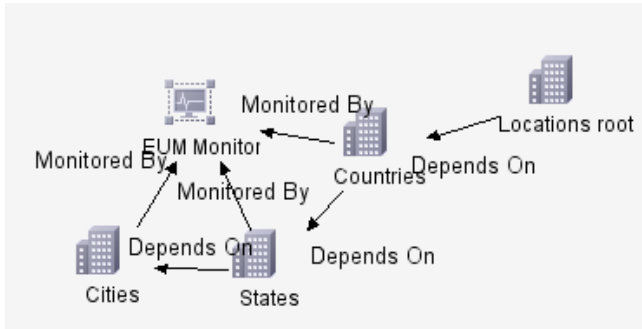 Monitored By
EUM Monitor
Locations root
Monitored By
Countries
Depends On
Monitored By
Depends On
Depends On
Cities
States